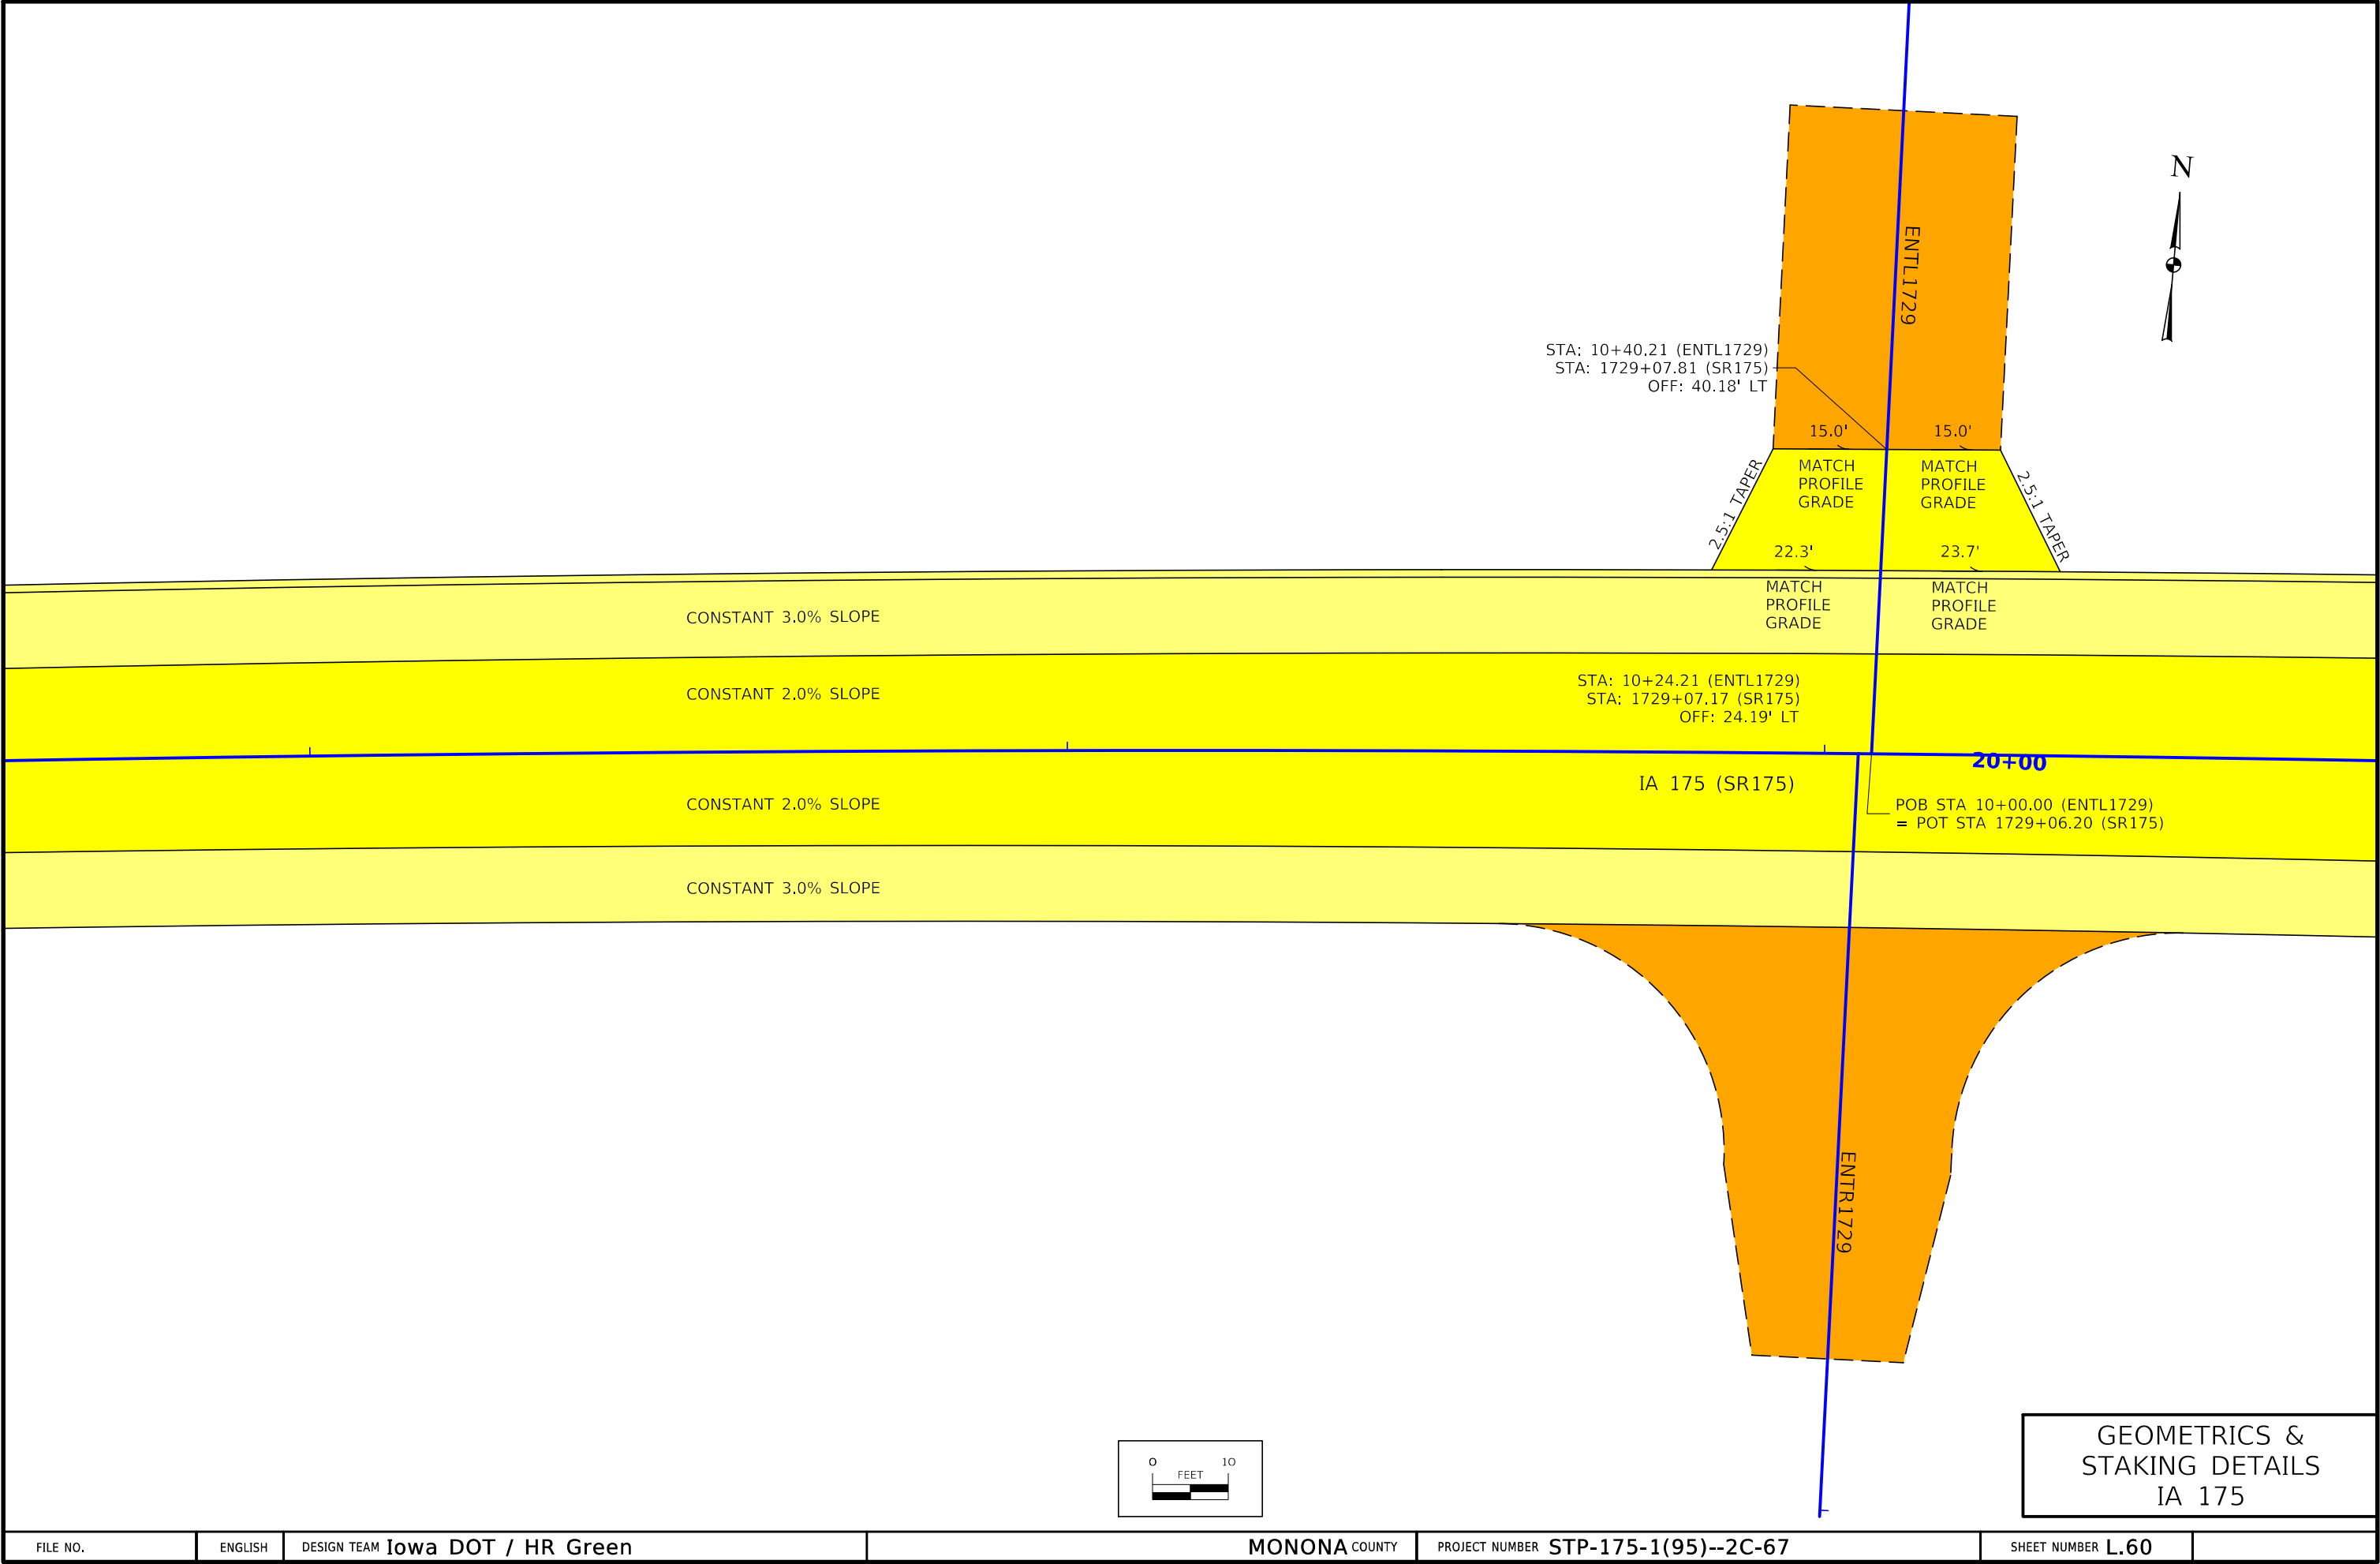 N
ENTL1729
STA: 10+40.21 (ENTL1729)
STA: 1729+07.81 (SR175)
OFF: 40.18' LT
15.0'
15.0'
2.5:1 TAPER
MATCH
PROFILE
GRADE
MATCH
PROFILE
GRADE
2.5:1 TAPER
22.3'
23.7'
MATCH
PROFILE
GRADE
MATCH
PROFILE
GRADE
CONSTANT 3.0% SLOPE
CONSTANT 2.0% SLOPE
STA: 10+24.21 (ENTL1729)
STA: 1729+07.17 (SR175)
OFF: 24.19' LT
20+00
IA 175 (SR175)
CONSTANT 2.0% SLOPE
POB STA 10+00.00 (ENTL1729)
= POT STA 1729+06.20 (SR175)
CONSTANT 3.0% SLOPE
ENTR1729
0 10
FEET
GEOMETRICS &
STAKING DETAILS
IA 175
FILE NO. ENGLISH DESIGN TEAM Iowa DOT / HR Green MONONA COUNTY PROJECT NUMBER STP-175-1(95)--2C-67 SHEET NUMBER L.60